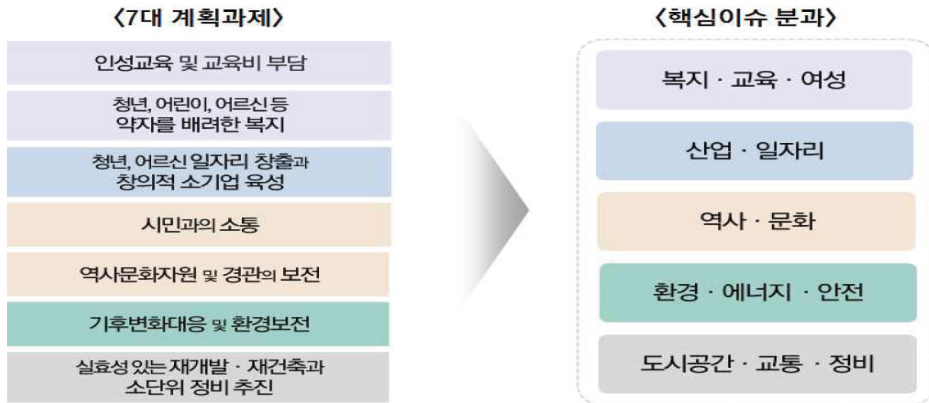 〈7대 계획과제〉
인성교육 및 교육비 부담
청년, 어린이, 어르신 등
약자를 배려한 복지
청년, 어르신 일자리 창출과
창의적 소기업 육성
시민과의 소통
역사문화자원 및 경관의 보전
기후변화대응 및 환경보전
실효성 있는 재개발 · 재건축과
소단위 정비 추진
〈핵심이슈 분과〉
복지 · 교육 · 여성
산업 · 일자리
역사 · 문화
환경 · 에너지 · 안전
도시공간 · 교통 · 정비